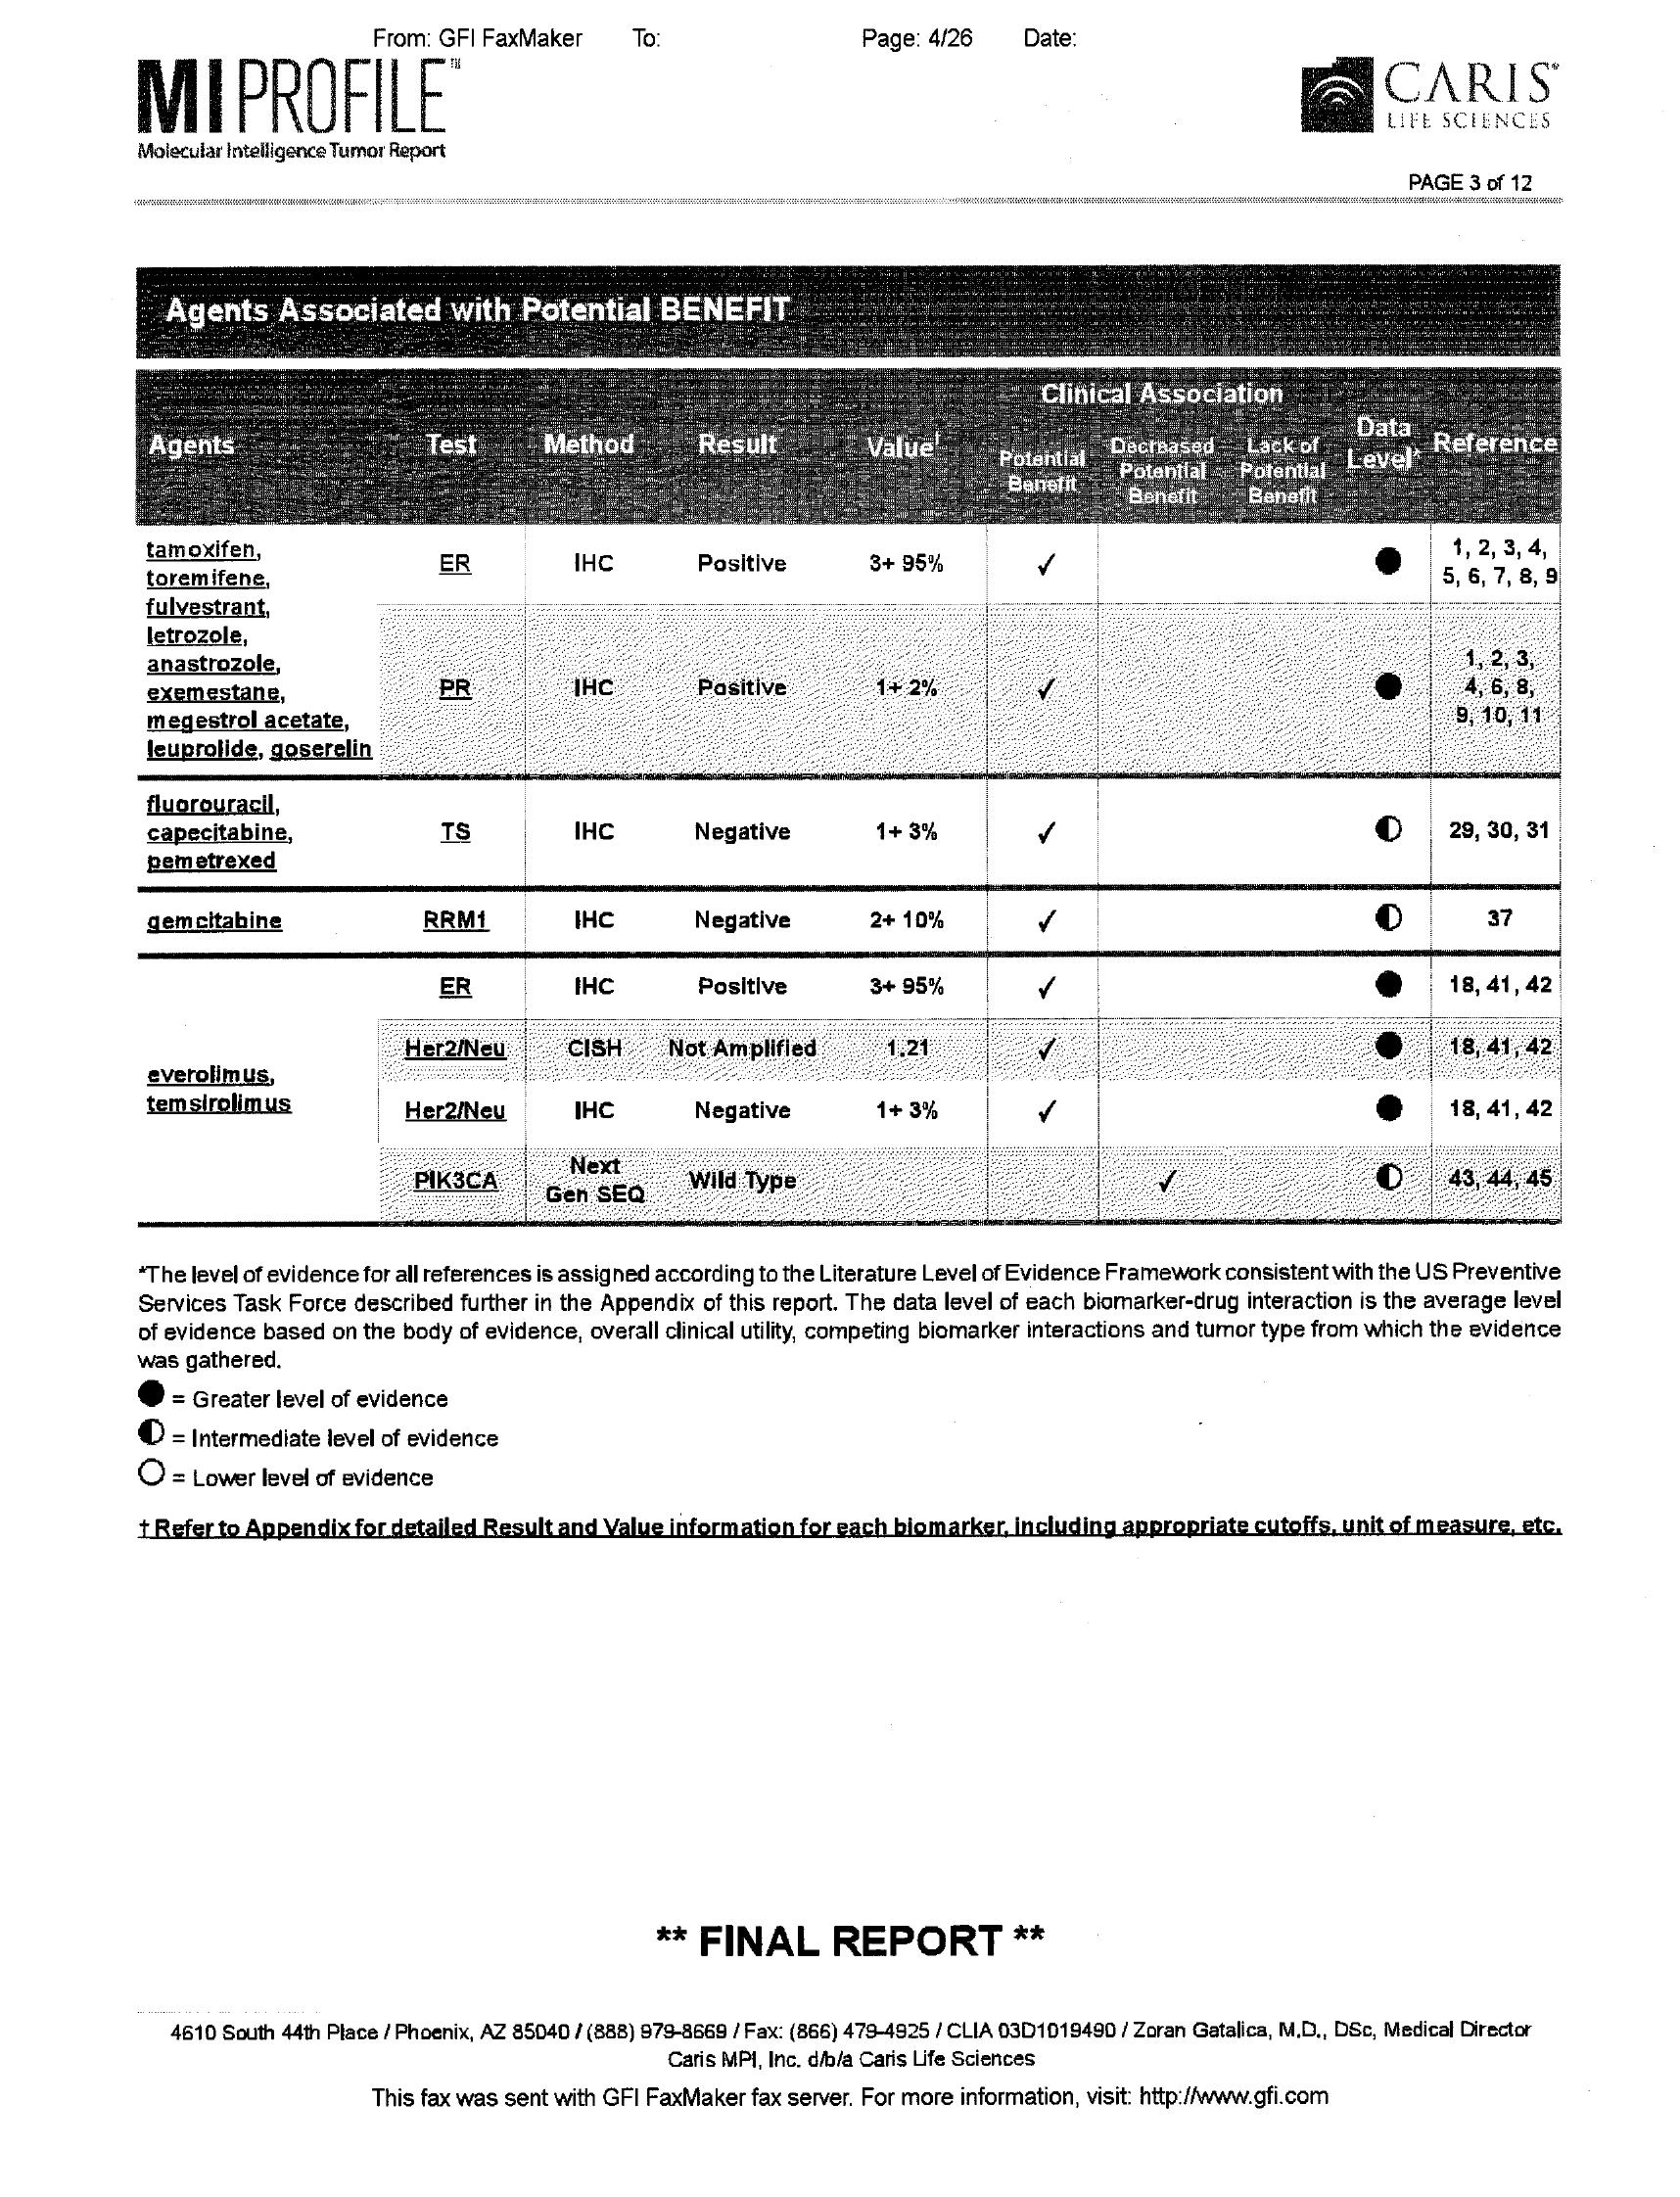 From: GFI FaxMaker To: Page: 4/26 Date:
MI PROFILE™
Molecular Intelligence Tumor Report
CARIS®
LIFE SCIENCES
PAGE 3 of 12
Agents Associated with Potential BENEFIT
Clinical Association
Agents Test Method Result Value† Potential Benefit Decreased Potential Benefit Lack of Potential Benefit Data Level* Reference
tamoxifen,
toremifene,
fulvestrant,
letrozole,
anastrozole,
exemestane,
megestrol acetate,
leuprolide, goserelin
ER IHC Positive 3+ 95% ✓ ● 1, 2, 3, 4,
5, 6, 7, 8, 9
PR IHC Positive 1+ 2% ✓ ● 1, 2, 3,
4, 6, 8,
9, 10, 11
fluorouracil,
capecitabine,
pemetrexed
TS IHC Negative 1+ 3% ✓ ◐ 29, 30, 31
gemcitabine RRM1 IHC Negative 2+ 10% ✓ ◐ 37
everolimus,
temsirolimus
ER IHC Positive 3+ 95% ✓ ● 18, 41, 42
Her2/Neu CISH Not Amplified 1.21 ✓ ● 18, 41, 42
Her2/Neu IHC Negative 1+ 3% ✓ ● 18, 41, 42
PIK3CA Next
Gen SEQ Wild Type ✓ ◐ 43, 44, 45
*The level of evidence for all references is assigned according to the Literature Level of Evidence Framework consistent with the US Preventive
Services Task Force described further in the Appendix of this report. The data level of each biomarker-drug interaction is the average level
of evidence based on the body of evidence, overall clinical utility, competing biomarker interactions and tumor type from which the evidence
was gathered.
● = Greater level of evidence
◐ = Intermediate level of evidence
○ = Lower level of evidence
† Refer to Appendix for detailed Result and Value information for each biomarker, including appropriate cutoffs, unit of measure, etc.
** FINAL REPORT **
4610 South 44th Place / Phoenix, AZ 85040 / (888) 979-8669 / Fax: (866) 479-4925 / CLIA 03D1019490 / Zoran Gatalica, M.D., DSc, Medical Director
Caris MPI, Inc. d/b/a Caris Life Sciences
This fax was sent with GFI FaxMaker fax server. For more information, visit: http://www.gfi.com